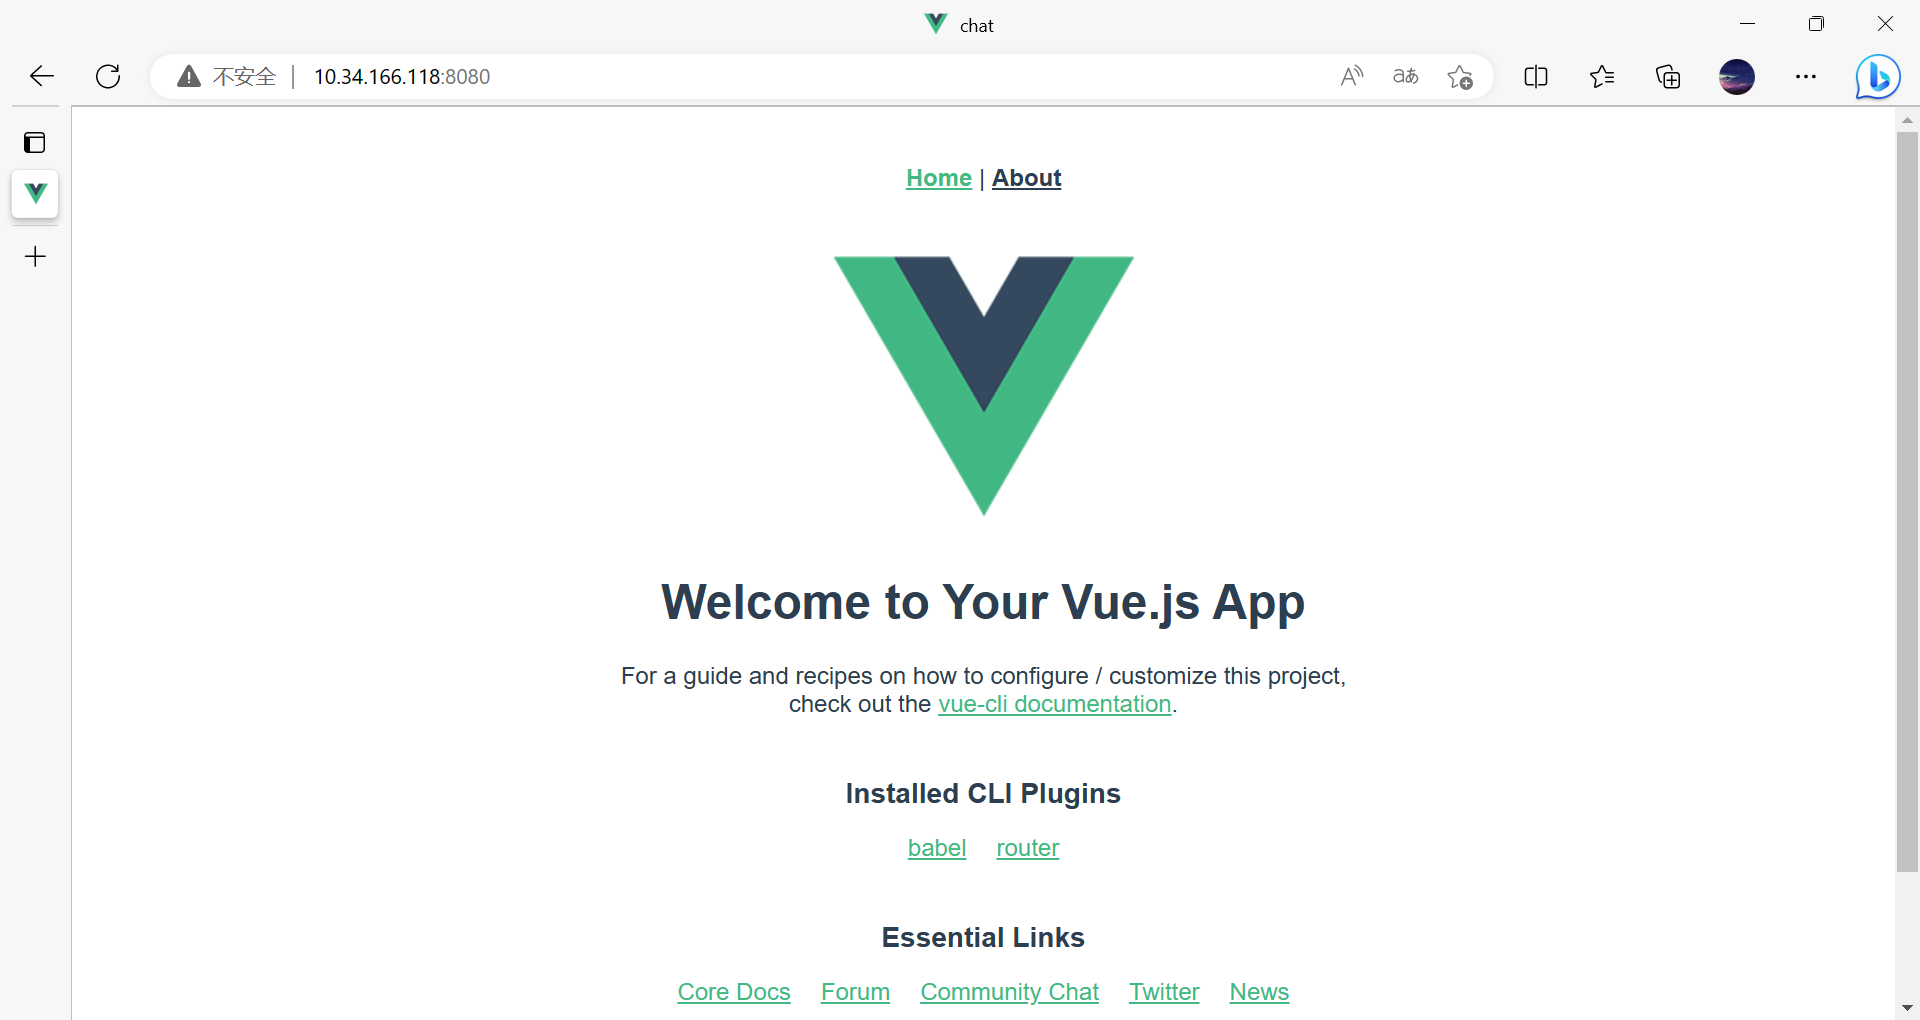 chat
不安全 | 10.34.166.118:8080
Home | About
Welcome to Your Vue.js App
For a guide and recipes on how to configure / customize this project,
check out the vue-cli documentation.
Installed CLI Plugins
babel router
Essential Links
Core Docs Forum Community Chat Twitter News